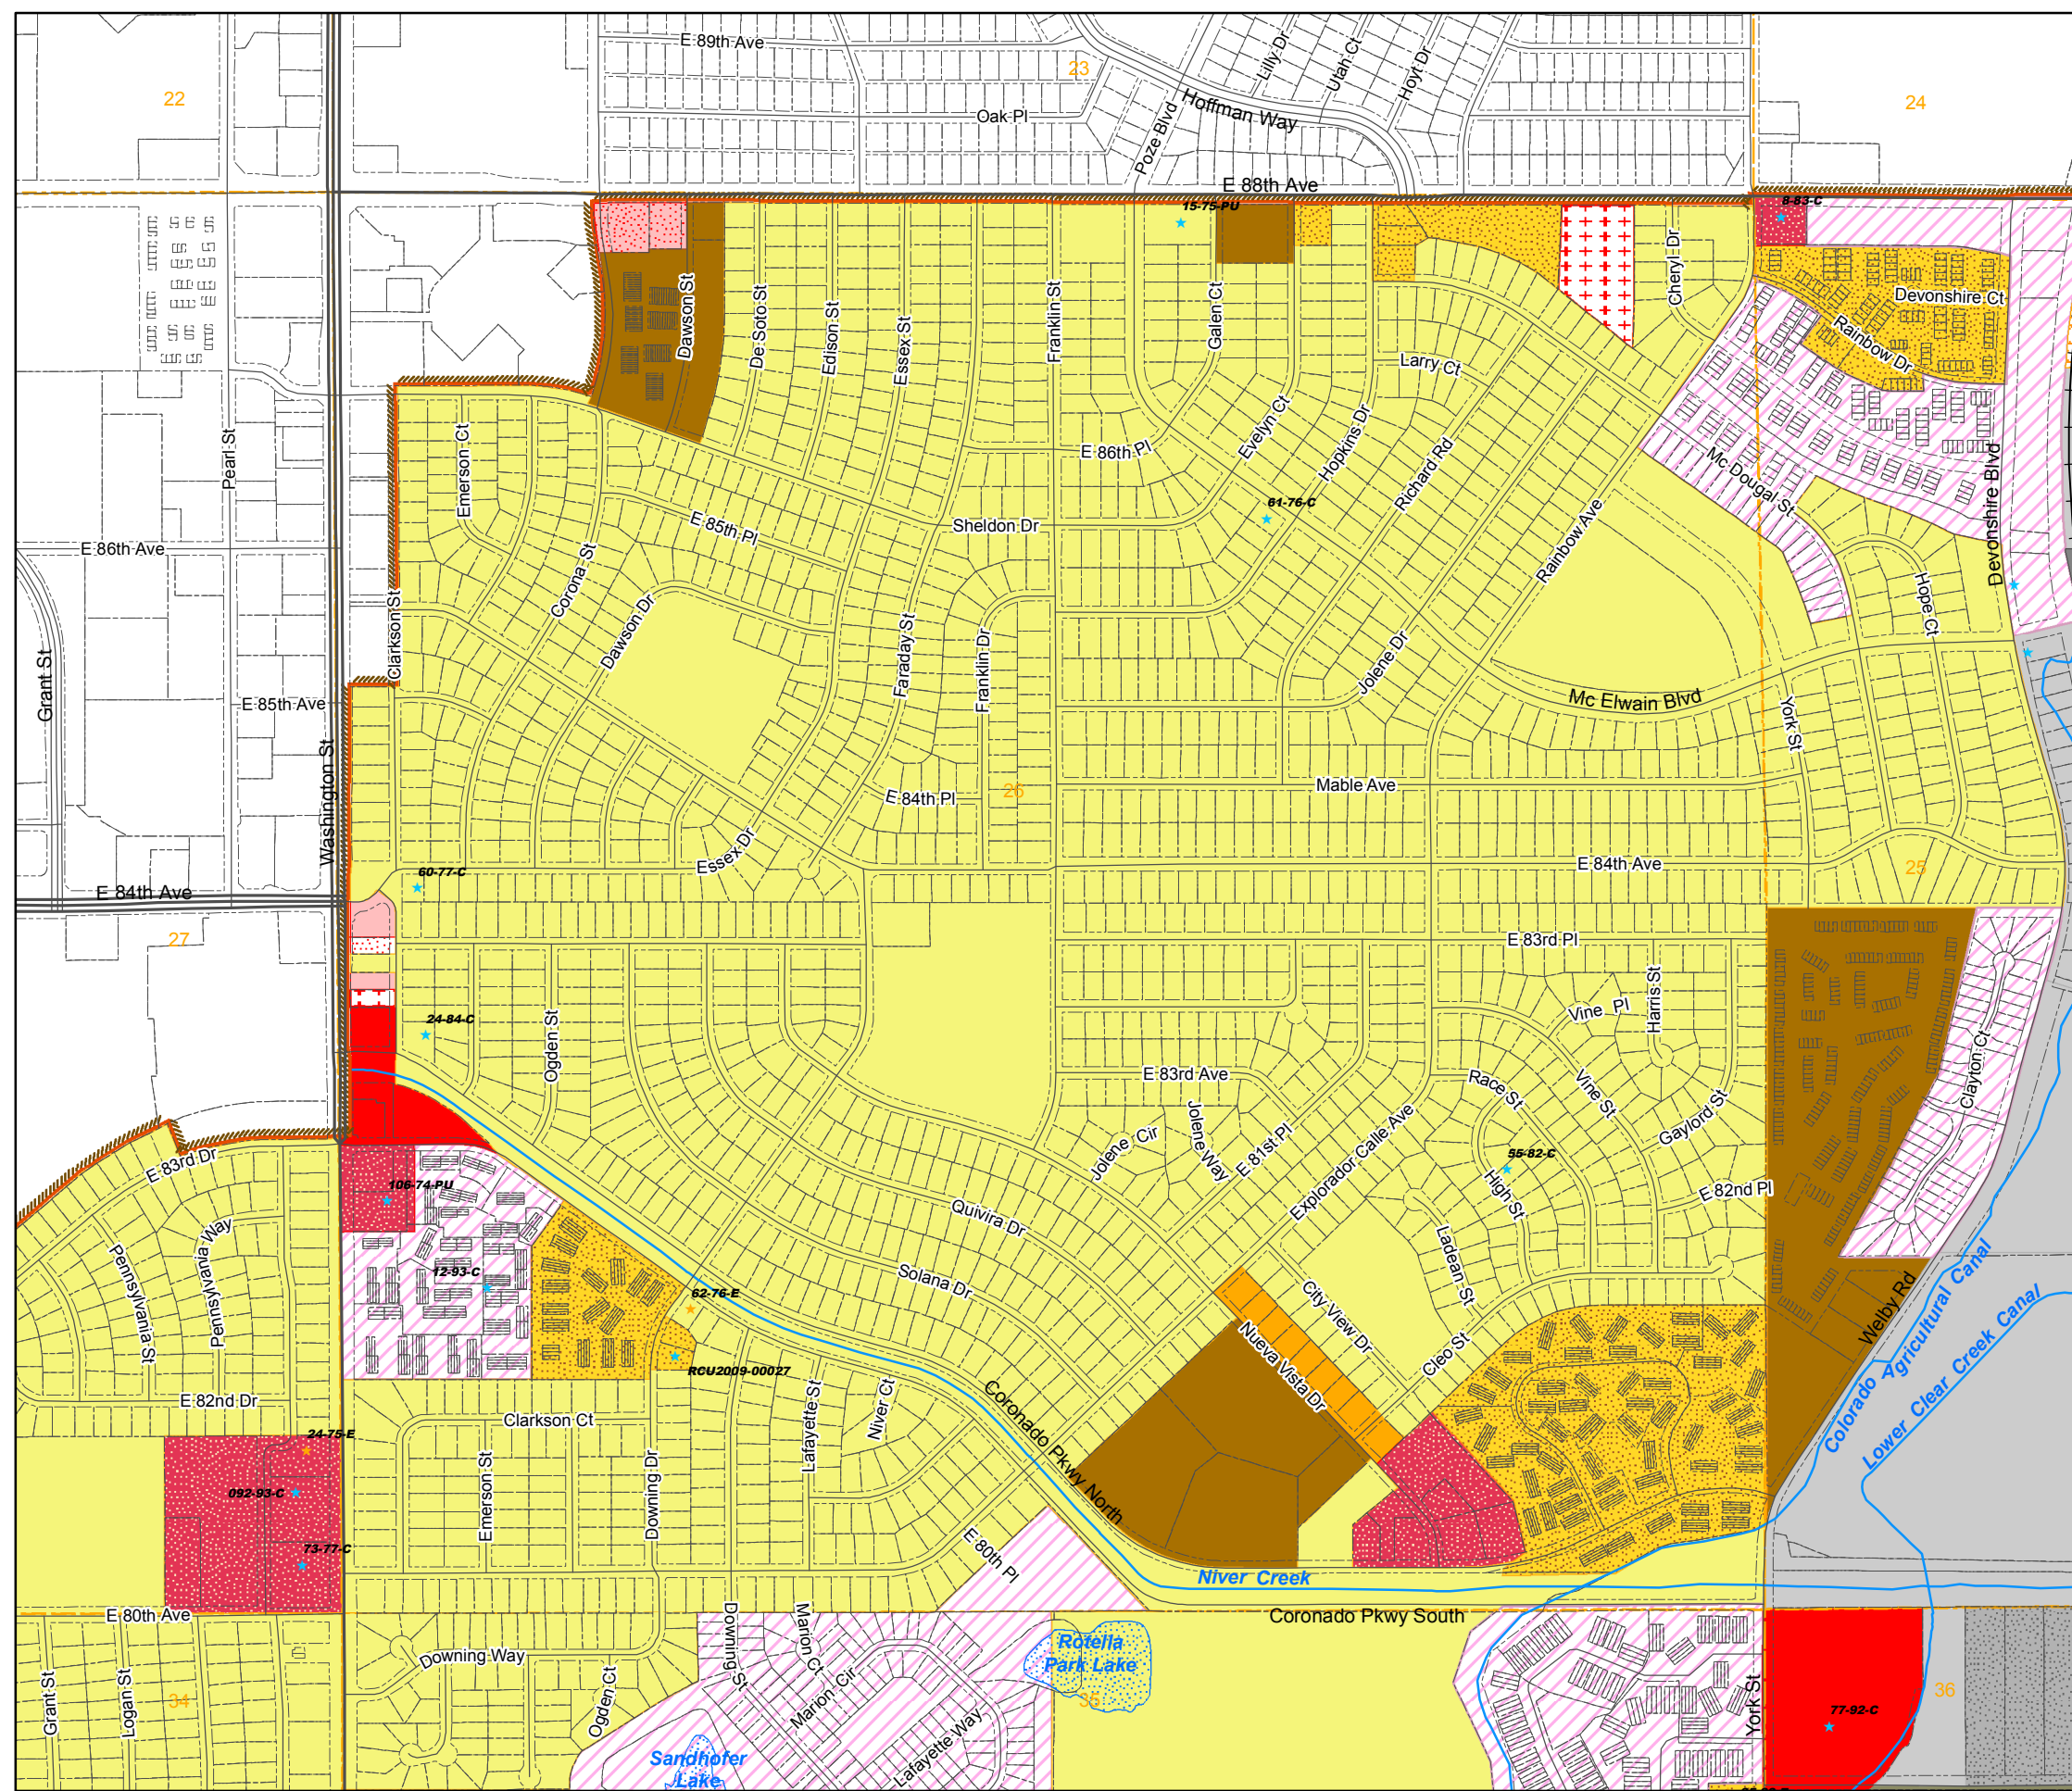 E 89th Ave
23
22
24
Lilly Dr
Utah Ct
Hoyt Dr
Hoffman Way
Oak Pl
Poze Blvd
E 88th Ave
15-75-PU
8-83-C
Cheryl Dr
Devonshire Ct
Rainbow Dr
Dawson St
De Soto St
Edison St
Essex St
Franklin St
Galen Ct
Larry Ct
Pearl St
Emerson Ct
E 86th Pl
Evelyn Ct
Hopkins Dr
Richard Rd
Mc Dougal St
Devonshire Blvd
61-76-C
E 85th Pl
Sheldon Dr
Rainbow Ave
E 86th Ave
Corona St
Clarkson St
Dawson Dr
Faraday St
Franklin Dr
Hope Ct
Grant St
E 85th Ave
Jolene Dr
Mc Elwain Blvd
York St
Washington St
E 84th Pl
26
Mable Ave
Essex Dr
60-77-C
E 84th Ave
25
E 84th Ave
27
E 83rd Pl
Harris St
Vine Pl
24-84-C
Ogden St
Clayton Ct
E 83rd Ave
Race St
Vine St
Gaylord St
Jolene Cir
Jolene Way
E 81st Pl
Explorador Calle Ave
55-82-C
High St
E 82nd Pl
E 83rd Dr
106-74-PU
Pennsylvania St
Pennsylvania Way
Quivira Dr
Ladean St
12-93-C
Solana Dr
62-76-E
City View Dr
Nueva Vista Dr
Cleo St
Welby Rd
Colorado Agricultural Canal
Lower Clear Creek Canal
RCU2009-00027
E 82nd Dr
Clarkson Ct
Lafayette St
Niver Ct
Coronado Pkwy North
24-75-E
092-93-C
Emerson St
Downing Dr
73-77-C
E 80th Pl
Niver Creek
E 80th Ave
Coronado Pkwy South
Downing St
Marion Ct
Rotella
Park Lake
Downing Way
Marion Cir
Grant St
Logan St
34
Ogden Ct
35
York St
36
77-92-C
Lafayette Way
Sandhofer
Lake